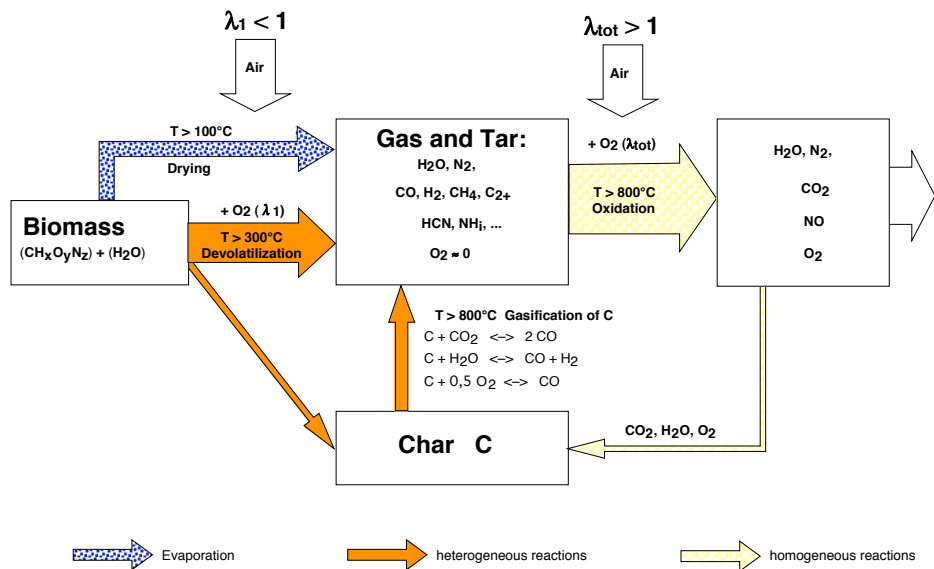 λ1 < 1
Air
λtot > 1
Air
T > 100°C
Drying
Biomass
(CHxOyNz) + (H2O)
+ O2 ( λ1)
T > 300°C
Devolatilization
Gas and Tar:
H2O, N2,
CO, H2, CH4, C2+
HCN, NHi, ...
O2 ≈ 0
+ O2 (λtot)
T > 800°C
Oxidation
H2O, N2,
CO2
NO
O2
T > 800°C Gasification of C
C + CO2 <-> 2 CO
C + H2O <-> CO + H2
C + 0,5 O2 <-> CO
Char C
CO2, H2O, O2
Evaporation
heterogeneous reactions
homogeneous reactions